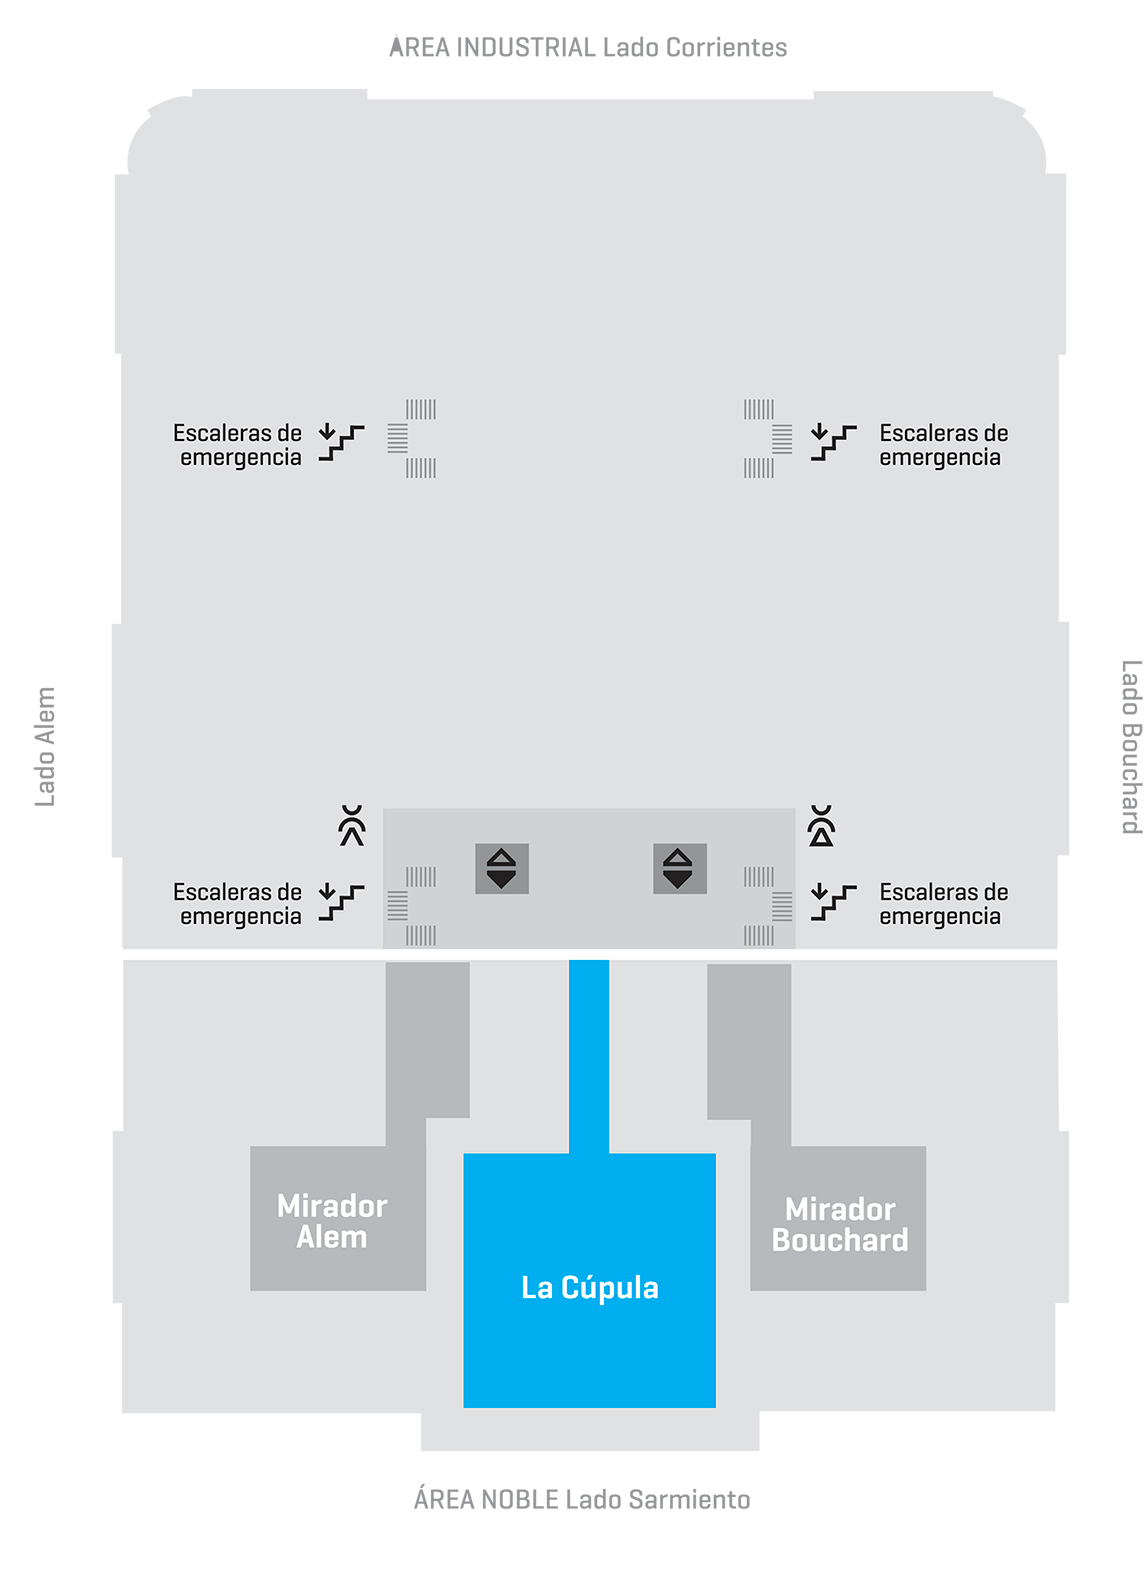 ÁREA INDUSTRIAL Lado Corrientes
Escaleras de
emergencia
Escaleras de
emergencia
Lado Alem
Lado Bouchard
Escaleras de
emergencia
Escaleras de
emergencia
Mirador
Alem
Mirador
Bouchard
La Cúpula
ÁREA NOBLE Lado Sarmiento